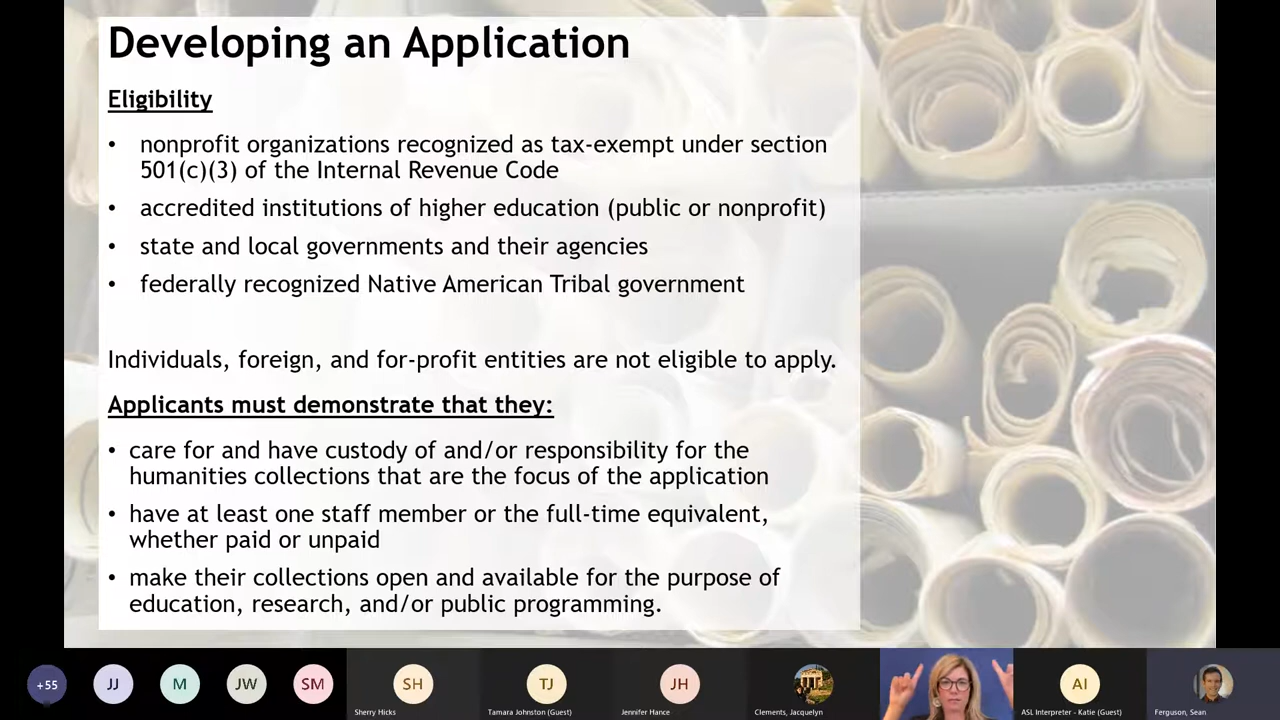 Developing an Application
Eligibility
• nonprofit organizations recognized as tax-exempt under section
501(c)(3) of the Internal Revenue Code
• accredited institutions of higher education (public or nonprofit)
• state and local governments and their agencies
• federally recognized Native American Tribal government
Individuals, foreign, and for-profit entities are not eligible to apply.
Applicants must demonstrate that they:
• care for and have custody of and/or responsibility for the
humanities collections that are the focus of the application
• have at least one staff member or the full-time equivalent,
whether paid or unpaid
• make their collections open and available for the purpose of
education, research, and/or public programming.
+55
JJ
M
JW
SM
SH
TJ
JH
AI
Sherry Hicks
Tamara Johnston (Guest)
Jennifer Hance
Clements, Jacquelyn
ASL Interpreter - Katie (Guest)
Ferguson, Sean